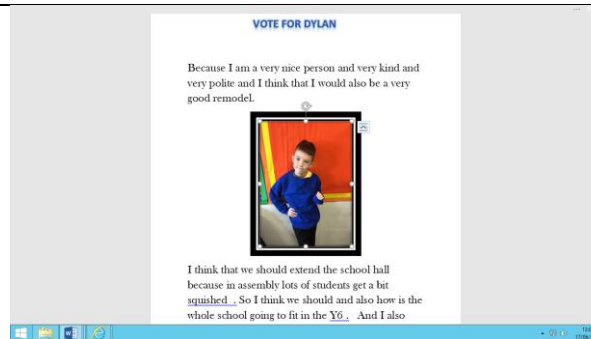 VOTE FOR DYLAN
Because I am a very nice person and very kind and
very polite and I think that I would also be a very
good remodel.
I think that we should extend the school hall
because in assembly lots of students get a bit
squished . So I think we should and also how is the
whole school going to fit in the Y6 .   And I also